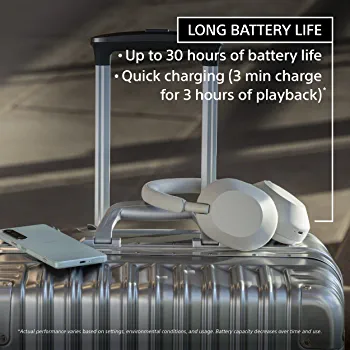 LONG BATTERY LIFE
• Up to 30 hours of battery life
• Quick charging (3 min charge
for 3 hours of playback)*
*Actual performance varies based on settings, environmental conditions, and usage. Battery capacity decreases over time and use.